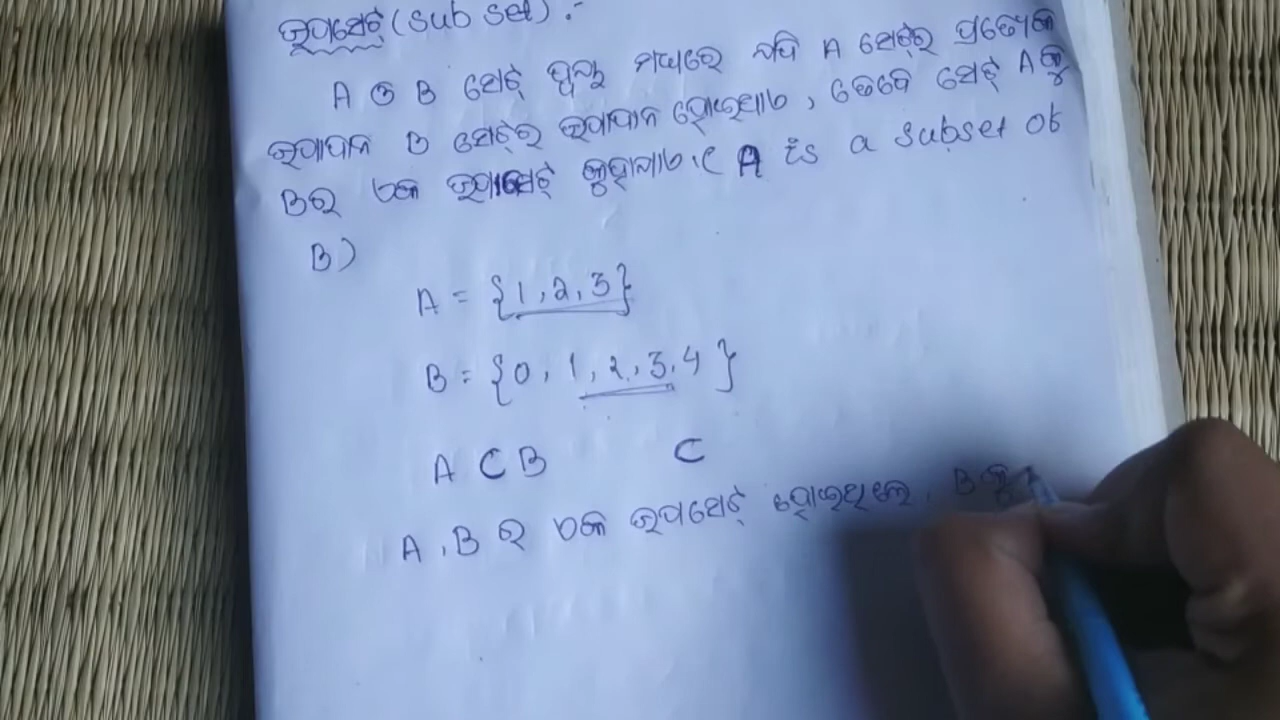 ଉପସେଟ୍ (Sub set) :-
A ଓ B ସେଟ୍ ଦ୍ୱୟ ମଧ୍ୟରେ ଯଦି A ସେଟ୍‌ର ପ୍ରତ୍ୟେକ
ଉପାଦାନ B ସେଟ୍‌ର ଉପାଦାନ ହୋଇଥାଏ, ତେବେ ସେଟ୍ A କୁ
B ର ଏକ ଉପସେଟ୍ କୁହାଯାଏ। ( A is a subset of
B)
A = {1, 2, 3}
B = {0, 1, 2, 3, 4}
A ⊂ B ⊂
A, B ର ଏକ ଉପସେଟ୍ ହୋଇଥିଲେ, B କୁ